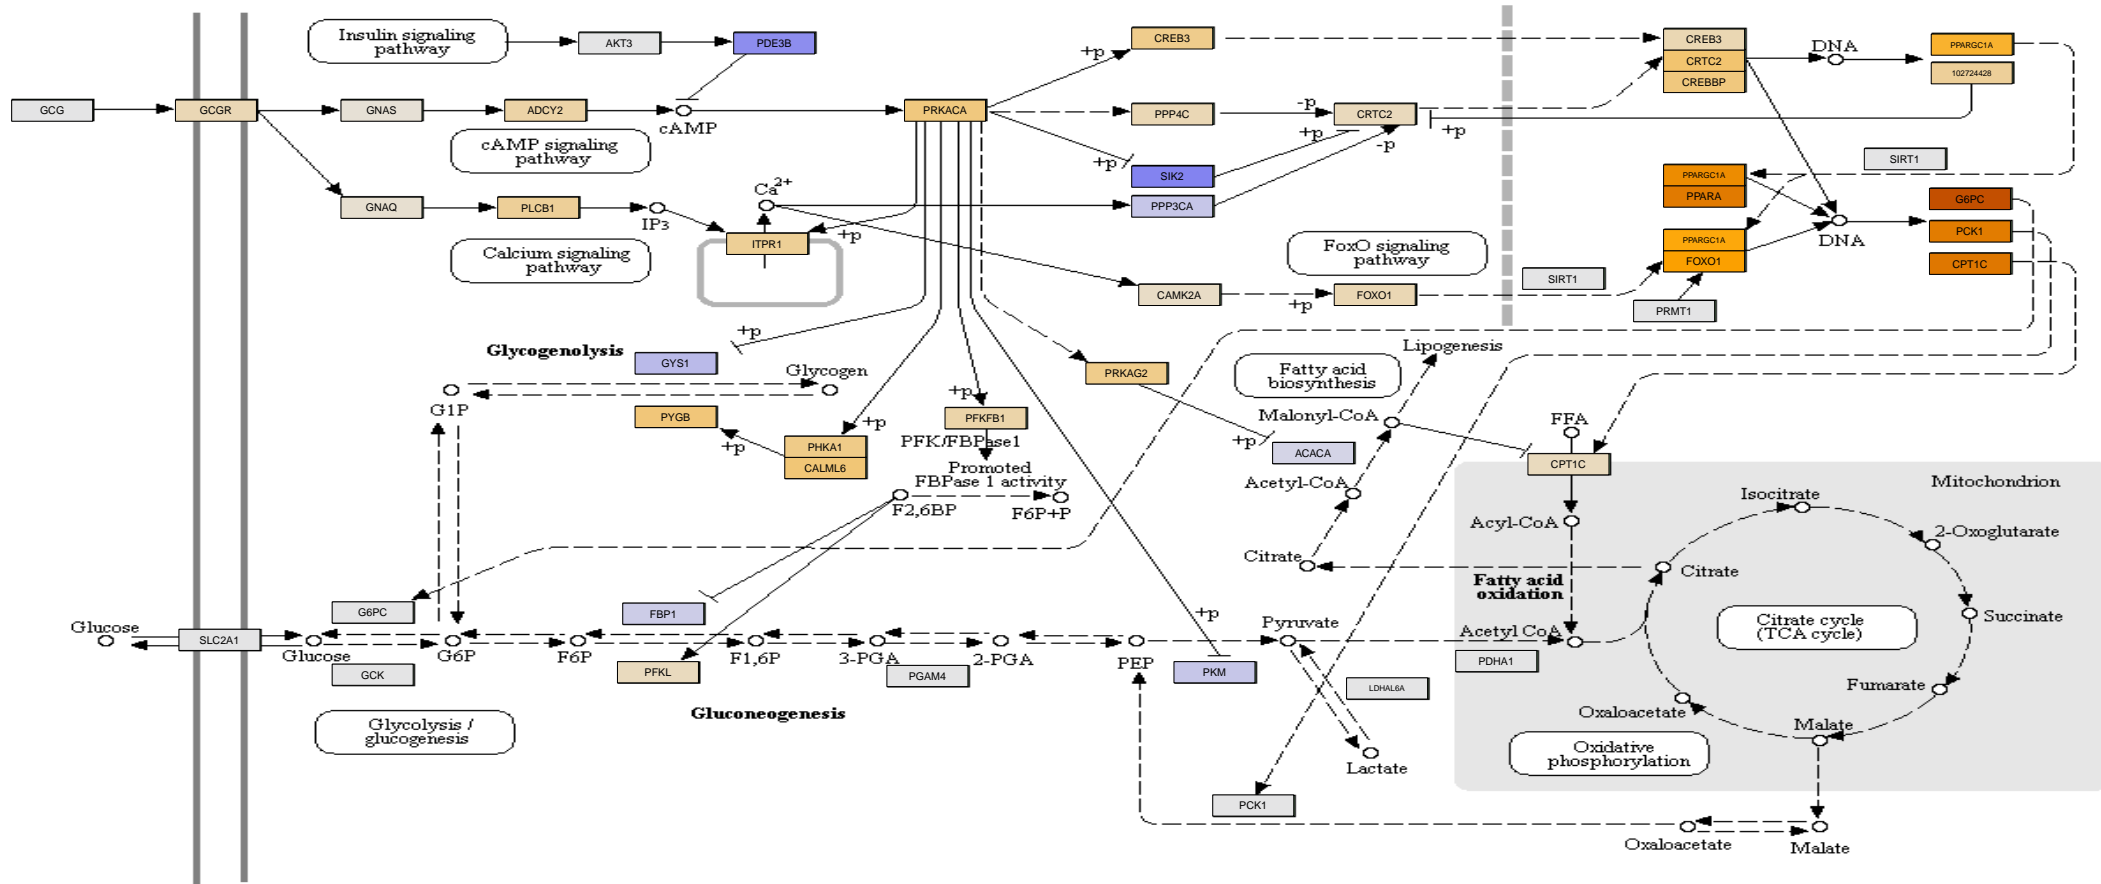 Insulin signaling
pathway
AKT3
PDE3B
CREB3
+p
CREB3
CRTC2
CREBBP
DNA
PPARGC1A
102724428
GCG
GCGR
GNAS
ADCY2
cAMP
PRKACA
PPP4C
-p
CRTC2
+p
+p
-p
cAMP signaling
pathway
+p
SIK2
SIRT1
PPARGC1A
PPARA
G6PC
GNAQ
PLCB1
IP3
Ca2+
PPP3CA
+p
ITPR1
DNA
PCK1
Calcium signaling
pathway
FoxO signaling
pathway
PPARGC1A
FOXO1
CPT1C
SIRT1
CAMK2A
+p
FOXO1
PRMT1
+p
Glycogenolysis
GYS1
Glycogen
PRKAG2
Lipogenesis
Fatty acid
biosynthesis
G1P
PYGB
+p
PHKA1
CALML6
+p
+p
PFKFB1
PFK/FBPase1
Promoted
FBPase 1 activity
F2,6BP
F6P+P
Malonyl-CoA
+p
ACACA
Acetyl-CoA
FFA
CPT1C
Mitochondrion
Isocitrate
Acyl-CoA
2-Oxoglutarate
Citrate
Citrate
Fatty acid
oxidation
G6PC
FBP1
+p
Citrate cycle
(TCA cycle)
Succinate
Glucose
SLC2A1
Glucose
G6P
F6P
F1,6P
3-PGA
2-PGA
PEP
Pyruvate
Acetyl CoA
GCK
PFKL
PGAM4
PKM
LDHAL6A
PDHA1
Fumarate
Glycolysis /
glucogenesis
Gluconeogenesis
Oxaloacetate
Malate
Oxidative
phosphorylation
Lactate
PCK1
Oxaloacetate
Malate